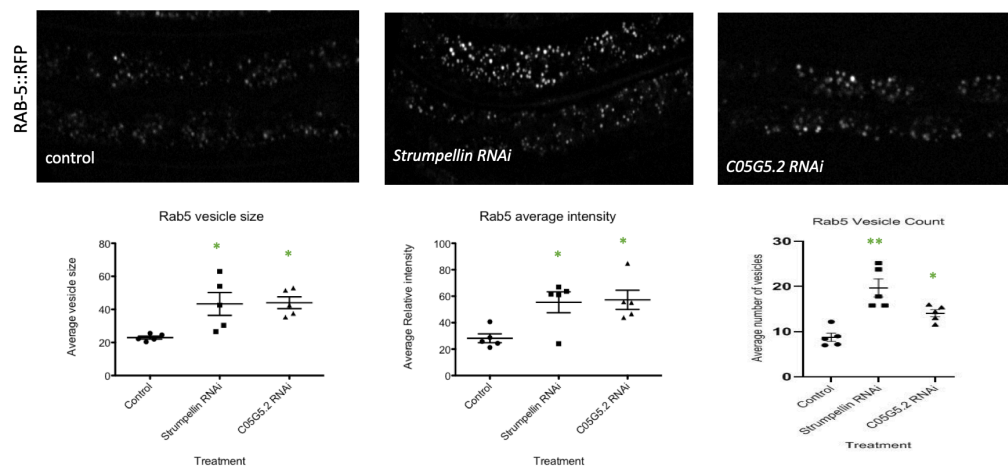 RAB-5::RFP
control
Strumpellin RNAi
C05G5.2 RNAi
Rab5 vesicle size
80
60
40
20
0
Average vesicle size
*
*
Control
Strumpellin RNAi
C05G5.2 RNAi
Treatment
Rab5 average intensity
100
80
60
40
20
0
Average Relative intensity
*
*
Control
Strumpellin RNAi
C05G5.2 RNAi
Treatment
Rab5 Vesicle Count
30
20
10
0
Average number of vesicles
**
*
Control
Strumpellin RNAi
C05G5.2 RNAi
Treatment